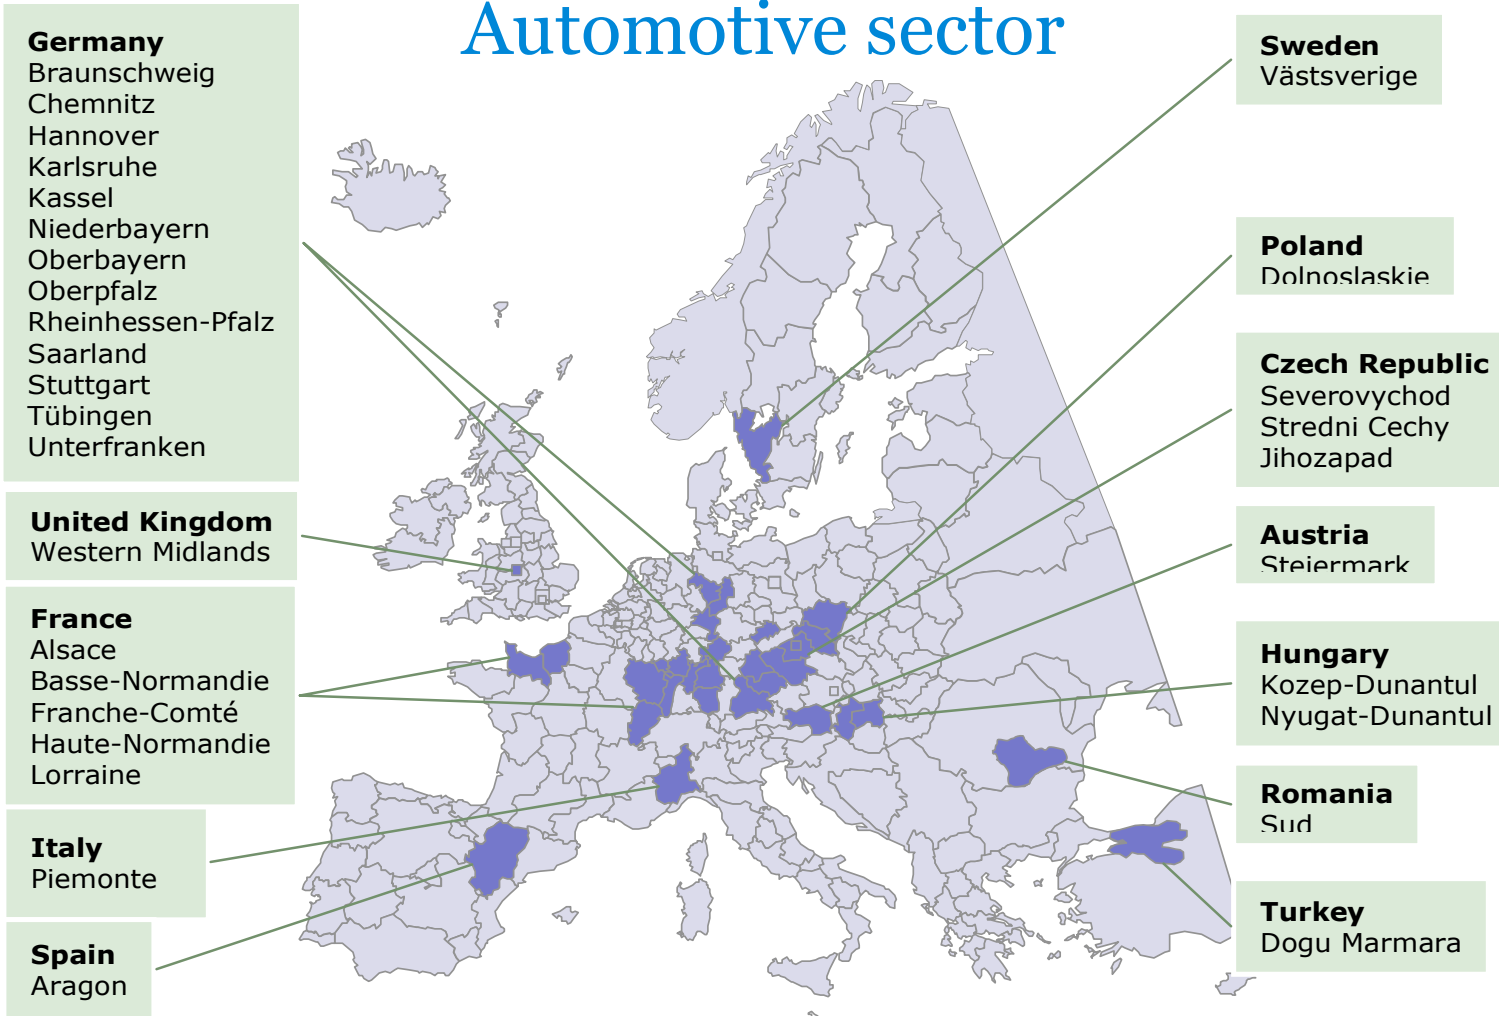 Automotive sector
Germany
Braunschweig
Chemnitz
Hannover
Karlsruhe
Kassel
Niederbayern
Oberbayern
Oberpfalz
Rheinhessen-Pfalz
Saarland
Stuttgart
Tübingen
Unterfranken
United Kingdom
Western Midlands
France
Alsace
Basse-Normandie
Franche-Comté
Haute-Normandie
Lorraine
Italy
Piemonte
Spain
Aragon
Sweden
Västsverige
Poland
Dolnoslaskie
Czech Republic
Severovychod
Stredni Cechy
Jihozapad
Austria
Steiermark
Hungary
Kozep-Dunantul
Nyugat-Dunantul
Romania
Sud
Turkey
Dogu Marmara